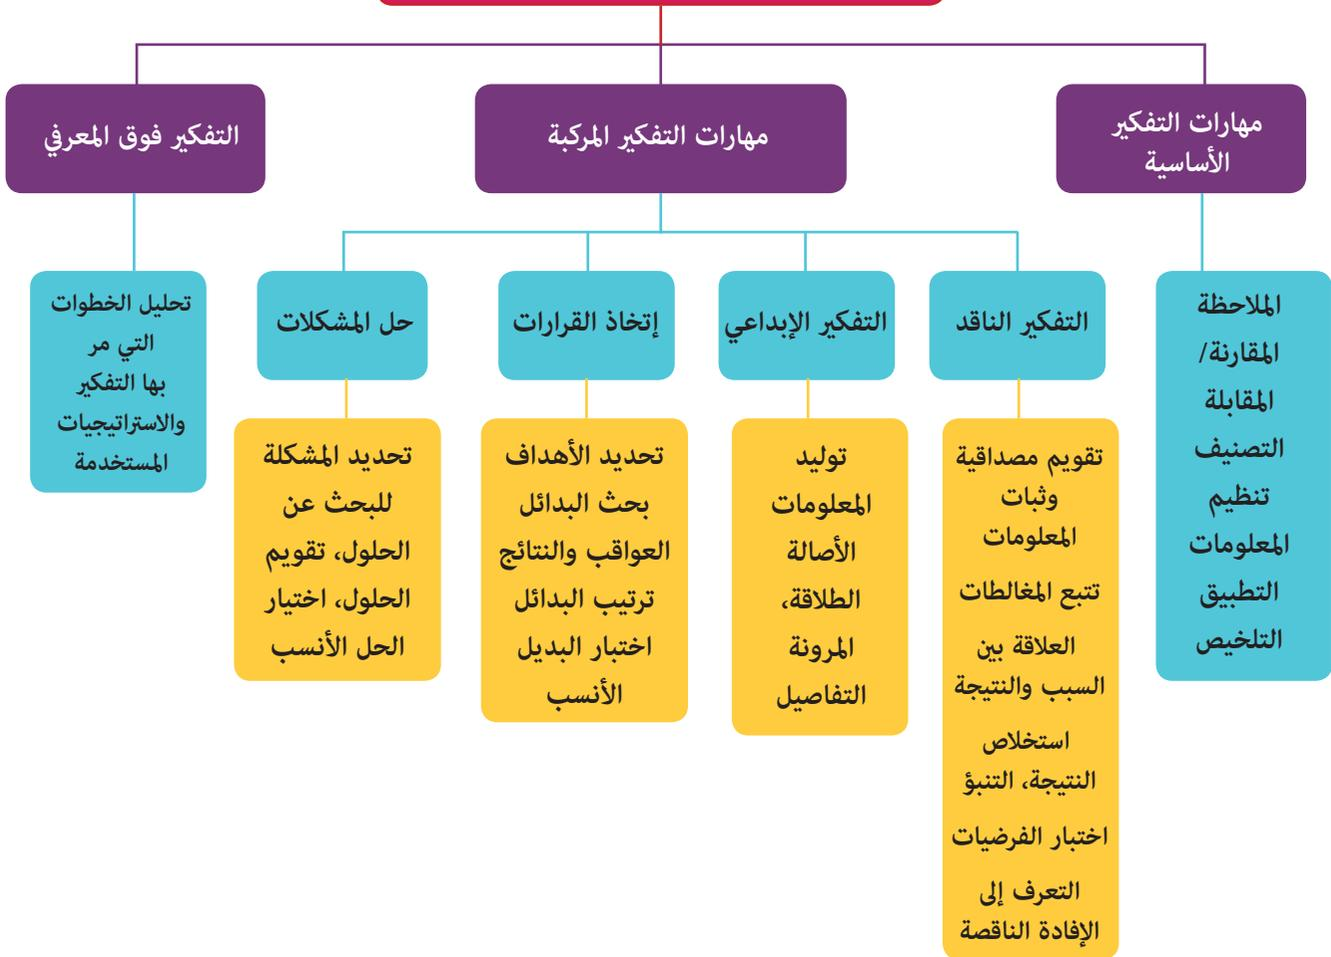 مهارات التفكير
الأساسية
مهارات التفكير المركبة
التفكير فوق المعرفي
الملاحظة
المقارنة/
المقابلة
التصنيف
تنظيم
المعلومات
التطبيق
التلخيص
التفكير الناقد
التفكير الإبداعي
إتخاذ القرارات
حل المشكلات
تحليل الخطوات
التي مر
بها التفكير
والاستراتيجيات
المستخدمة
تقويم مصداقية
وثبات
المعلومات
تتبع المغالطات
العلاقة بين
السبب والنتيجة
استخلاص
النتيجة، التنبؤ
اختبار الفرضيات
التعرف إلى
الإفادة الناقصة
توليد
المعلومات
الأصالة
الطلاقة،
المرونة
التفاصيل
تحديد الأهداف
بحث البدائل
العواقب والنتائج
ترتيب البدائل
اختبار البديل
الأنسب
تحديد المشكلة
للبحث عن
الحلول، تقويم
الحلول، اختيار
الحل الأنسب